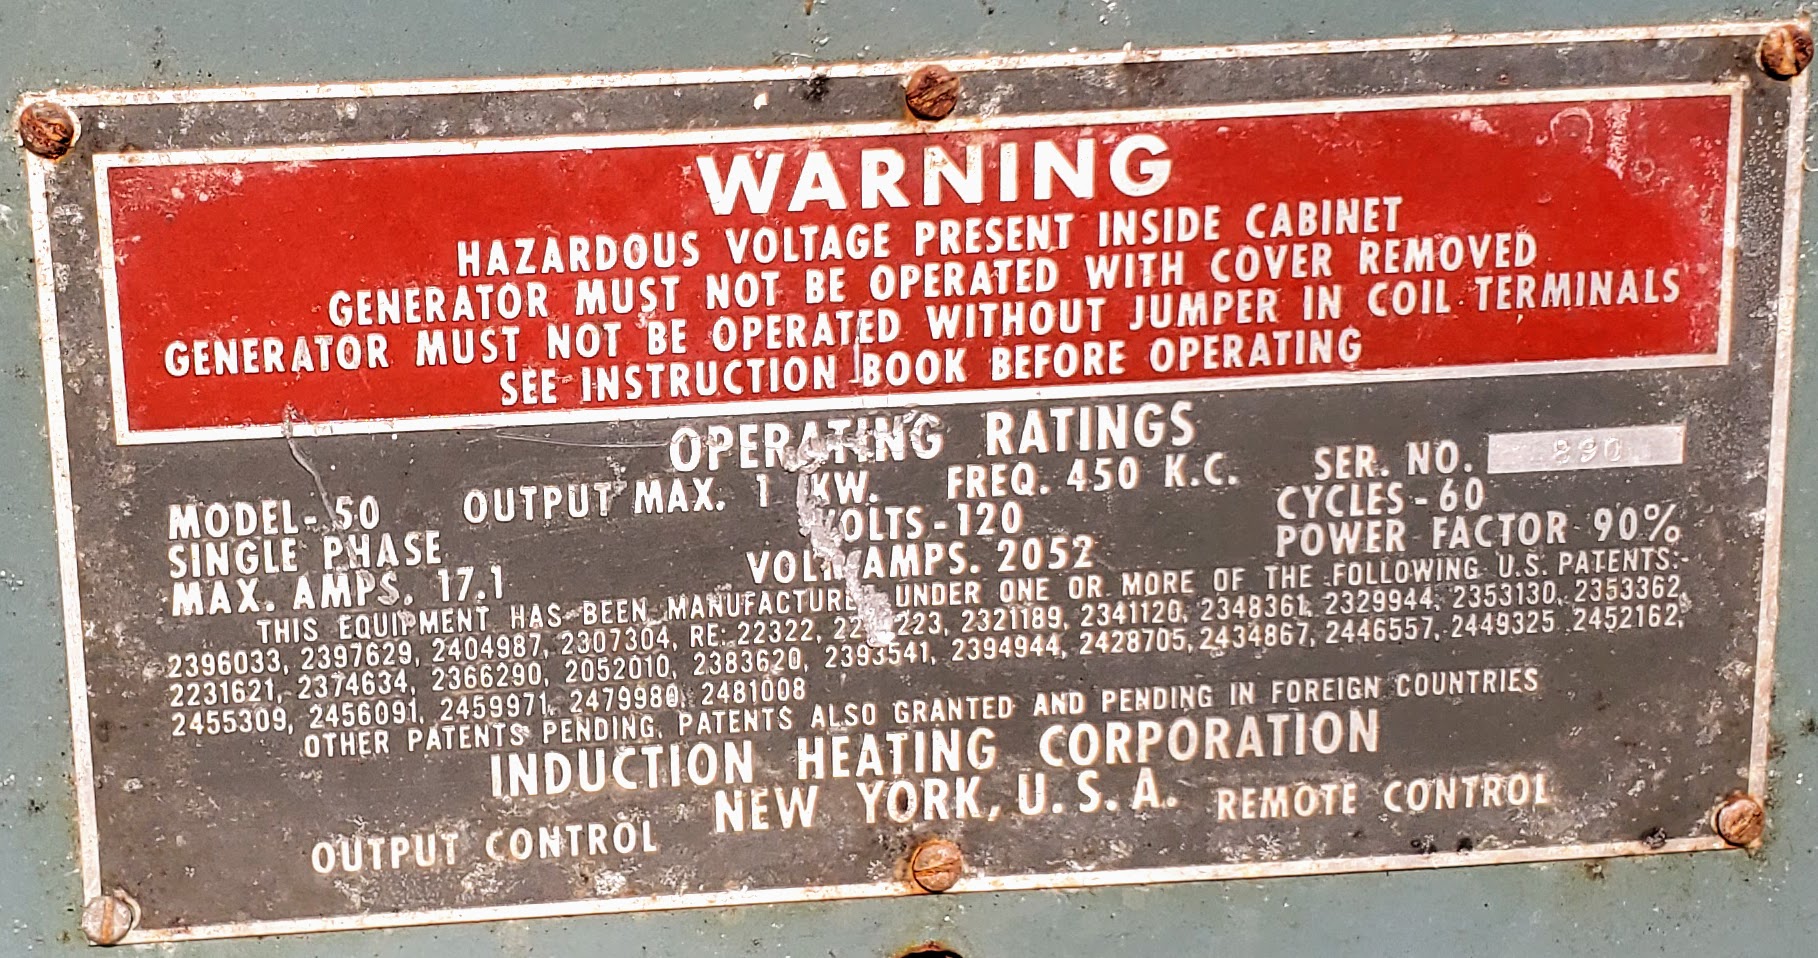 WARNING
HAZARDOUS VOLTAGE PRESENT INSIDE CABINET
GENERATOR MUST NOT BE OPERATED WITH COVER REMOVED
GENERATOR MUST NOT BE OPERATED WITHOUT JUMPER IN COIL TERMINALS
SEE INSTRUCTION BOOK BEFORE OPERATING
OPERATING RATINGS
MODEL-50 OUTPUT MAX. 1 KW. FREQ. 450 K.C. SER. NO. 890
SINGLE PHASE VOLTS-120 CYCLES-60
MAX. AMPS. 17.1 VOLT AMPS. 2052 POWER FACTOR 90%
THIS EQUIPMENT HAS BEEN MANUFACTURED UNDER ONE OR MORE OF THE FOLLOWING U.S. PATENTS:-
2396033, 2397629, 2404987, 2307304, RE: 22322, 2321189, 2341120, 2348361, 2329944, 2353130, 2353362,
2231621, 2374634, 2366290, 2052010, 2383620, 2393541, 2394944, 2428705, 2434867, 2446557, 2449325 2452162,
2455309, 2456091, 2459971, 2479980, 2481008
OTHER PATENTS PENDING, PATENTS ALSO GRANTED AND PENDING IN FOREIGN COUNTRIES
INDUCTION HEATING CORPORATION
NEW YORK, U.S.A.
OUTPUT CONTROL REMOTE CONTROL